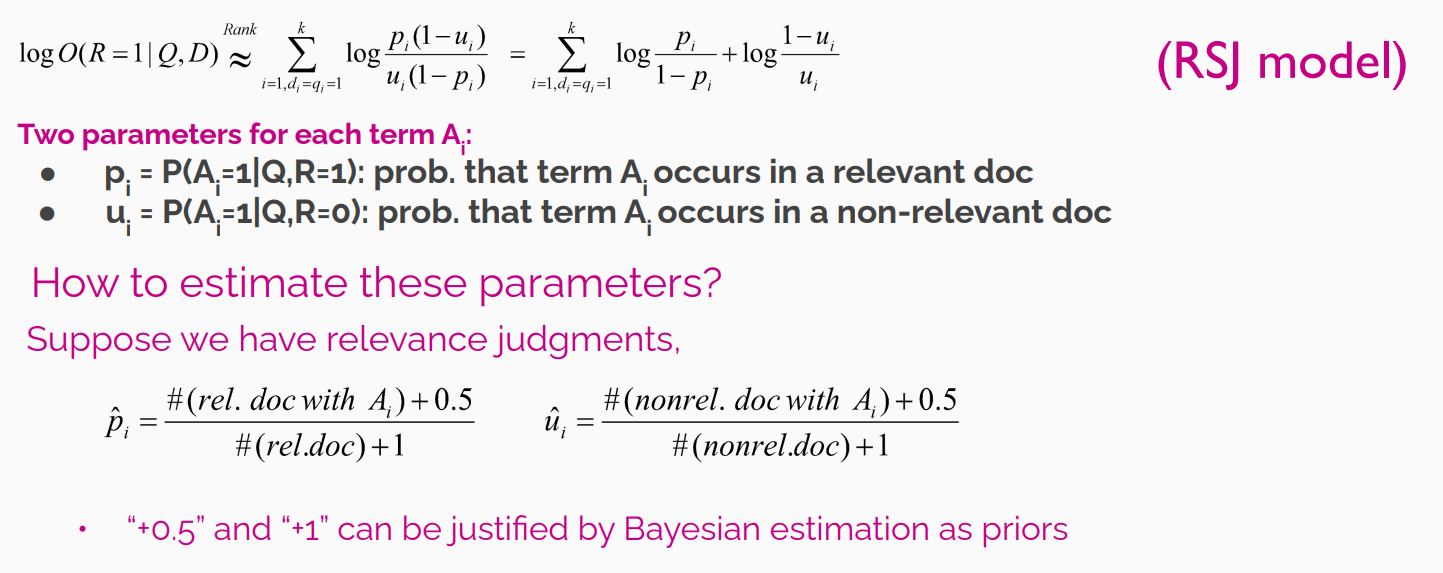 log O(R = 1 | Q, D) ≈^{Rank} ∑_{i=1,d_i=q_i=1}^{k} log \frac{p_i(1−u_i)}{u_i(1−p_i)} = ∑_{i=1,d_i=q_i=1}^{k} log \frac{p_i}{1−p_i} + log \frac{1−u_i}{u_i} (RSJ model)
Two parameters for each term A_i:
● p_i = P(A_i=1|Q,R=1): prob. that term A_i occurs in a relevant doc
● u_i = P(A_i=1|Q,R=0): prob. that term A_i occurs in a non-relevant doc
How to estimate these parameters?
Suppose we have relevance judgments,
\hat{p}_i = \frac{#(rel. doc with A_i)+0.5}{#(rel.doc)+1} \hat{u}_i = \frac{#(nonrel. doc with A_i)+0.5}{#(nonrel.doc)+1}
• “+0.5” and “+1” can be justified by Bayesian estimation as priors